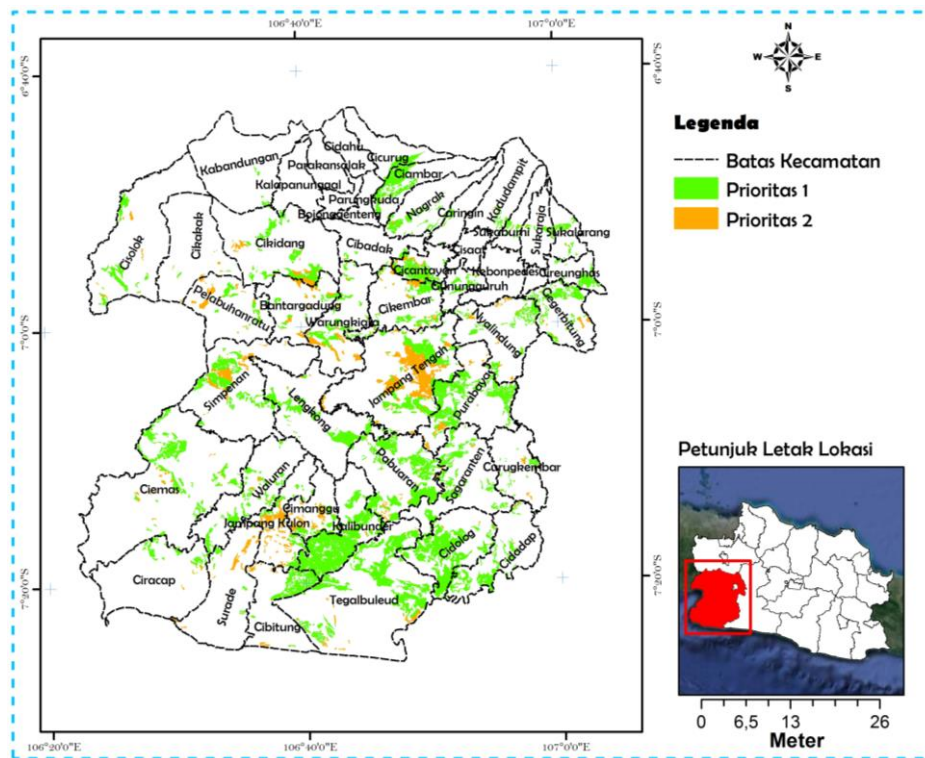 106°40'0"E
107°0'0"E
6°40'0"S
6°40'0"S
N
W
E
S
Legenda
Batas Kecamatan
Prioritas 1
Prioritas 2
Cidahu
Kabandungan
Parakansalak
Cicurug
Ciambar
Kalapanunggal
Parungkuda
Nagrak
Caringin
Kadudampit
Bojonggenteng
Sukabumi
Sukaraja
Sukalarang
Cisolok
Cikakak
Cikidang
Cibadak
Cisaat
Cicantayan
Kebonpedes
Cireunghas
Gunungguruh
Gegerbitung
Pelabuhanratu
Bantargadung
Cikembar
Warungkiara
Nyalindung
7°0'0"S
7°0'0"S
Jampang Tengah
Simpenan
Lengkong
Purabaya
Pabuaran
Sagaranten
Curugkembar
Waluran
Ciemas
Cimanggu
Jampang Kulon
Kalibunder
Cidolog
Cidadap
Ciracap
Surade
Tegalbuleud
Cibitung
7°20'0"S
7°20'0"S
106°20'0"E
106°40'0"E
107°0'0"E
Petunjuk Letak Lokasi
0 6,5 13 26
Meter